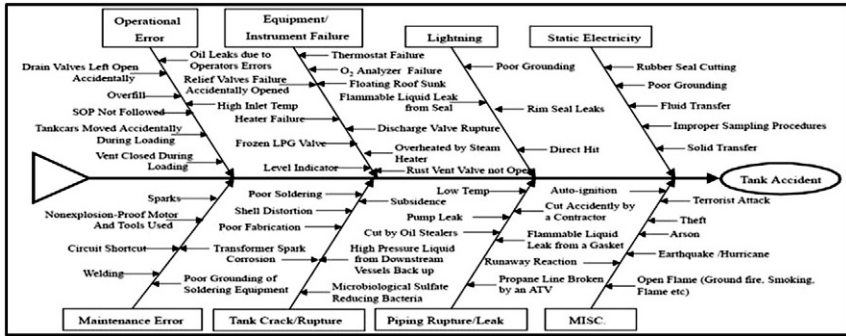 Operational
Error
Equipment/
Instrument Failure
Lightning
Static Electricity
Oil Leaks due to
Operators Errors
Drain Valves Left Open
Accidentally
Overfill
High Inlet Temp
SOP Not Followed
Tankcars Moved Accidentally
During Loading
Vent Closed During
Loading
Thermostat Failure
O₂ Analyzer Failure
Floating Roof Sunk
Relief Valves Failure
Accidentally Opened
Heater Failure
Discharge Valve Rupture
Frozen LPG Valve
Overheated by Steam
Heater
Level Indicator
Rust Vent Valve not Open
Poor Grounding
Flammable Liquid Leak
from Seal
Rim Seal Leaks
Direct Hit
Rubber Seal Cutting
Poor Grounding
Fluid Transfer
Improper Sampling Procedures
Solid Transfer
Tank Accident
Sparks
Nonexplosion-Proof Motor
And Tools Used
Circuit Shortcut
Transformer Spark
Welding
Poor Grounding of
Soldering Equipment
Poor Soldering
Subsidence
Shell Distortion
Poor Fabrication
Corrosion
High Pressure Liquid
from Downstream
Vessels Back up
Microbiological Sulfate
Reducing Bacteria
Low Temp
Cut Accidently by
a Contractor
Pump Leak
Cut by Oil Stealers
Flammable Liquid
Leak from a Gasket
Propane Line Broken
by an ATV
Auto-ignition
Terrorist Attack
Theft
Arson
Earthquake /Hurricane
Runaway Reaction
Open Flame (Ground fire, Smoking,
Flame etc)
Maintenance Error
Tank Crack/Rupture
Piping Rupture/Leak
MISC.